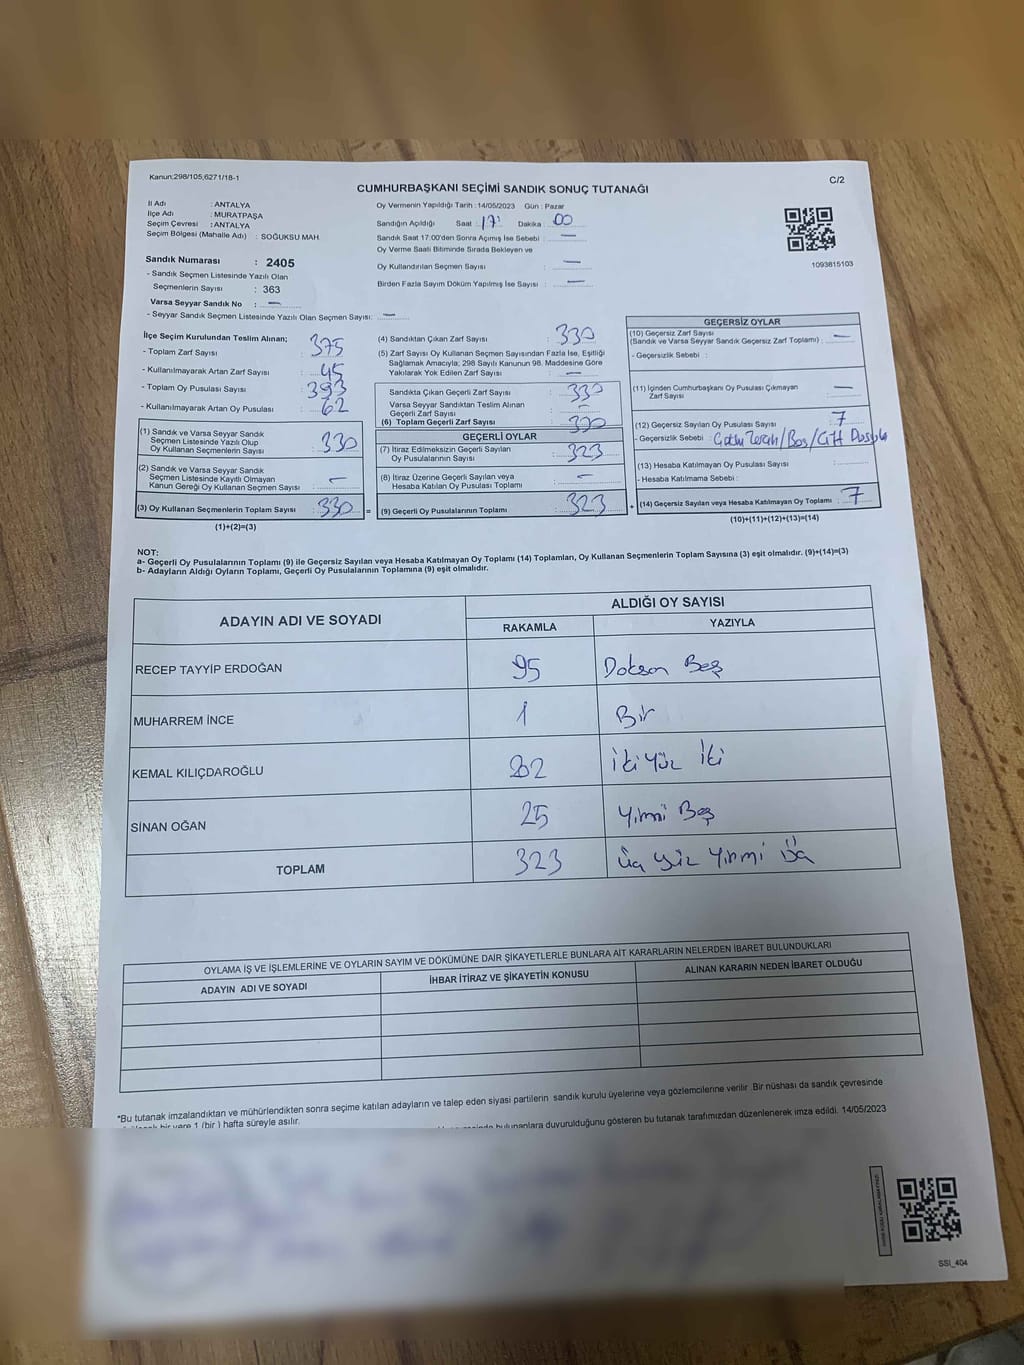 Kanun:298/105,6271/18-1
C/2
CUMHURBAŞKANI SEÇİMİ SANDIK SONUÇ TUTANAĞI
İl Adı : ANTALYA
İlçe Adı : MURATPAŞA
Seçim Çevresi : ANTALYA
Seçim Bölgesi (Mahalle Adı) : SOĞUKSU MAH.
Sandık Numarası : 2405
- Sandık Seçmen Listesinde Yazılı Olan
Seçmenlerin Sayısı : 363
Varsa Seyyar Sandık No : —
- Seyyar Sandık Seçmen Listesinde Yazılı Olan Seçmen Sayısı: —
Oy Vermenin Yapıldığı Tarih : 14/05/2023 Gün : Pazar
Sandığın Açıldığı Saat : 17 Dakika : 00
Sandık Saat 17:00'den Sonra Açımış İse Sebebi : —
Oy Verme Saati Bitiminde Sırada Bekleyen ve
Oy Kullandırılan Seçmen Sayısı : —
Birden Fazla Sayım Döküm Yapılmış İse Sayısı : —
1093815103
İlçe Seçim Kurulundan Teslim Alınan;
- Toplam Zarf Sayısı : 375
- Kullanılmayarak Artan Zarf Sayısı : 45
- Toplam Oy Pusulası Sayısı : 393
- Kullanılmayarak Artan Oy Pusulası : 62
(1) Sandık ve Varsa Seyyar Sandık
Seçmen Listesinde Yazılı Olup
Oy Kullanan Seçmenlerin Sayısı : 330
(2) Sandık ve Varsa Seyyar Sandık
Seçmen Listesinde Kayıtlı Olmayan
Kanun Gereği Oy Kullanan Seçmen Sayısı : —
(3) Oy Kullanan Seçmenlerin Toplam Sayısı : 330 =
(1)+(2)=(3)
(4) Sandıktan Çıkan Zarf Sayısı : 330
(5) Zarf Sayısı Oy Kullanan Seçmen Sayısından Fazla İse, Eşitliği
Sağlamak Amacıyla; 298 Sayılı Kanunun 98. Maddesine Göre
Yakılarak Yok Edilen Zarf Sayısı : —
Sandıkta Çıkan Geçerli Zarf Sayısı : 330
Varsa Seyyar Sandıktan Teslim Alınan
Geçerli Zarf Sayısı : —
(6) Toplam Geçerli Zarf Sayısı : 330
GEÇERLİ OYLAR
(7) İtiraz Edilmeksizin Geçerli Sayılan
Oy Pusulalarının Sayısı : 323
(8) İtiraz Üzerine Geçerli Sayılan veya
Hesaba Katılan Oy Pusulası Toplamı : —
(9) Geçerli Oy Pusulalarının Toplamı : 323 +
GEÇERSİZ OYLAR
(10) Geçersiz Zarf Sayısı
(Sandık ve Varsa Seyyar Sandık Geçersiz Zarf Toplamı) : —
- Geçersizlik Sebebi :
(11) İçinden Cumhurbaşkanı Oy Pusulası Çıkmayan
Zarf Sayısı : —
(12) Geçersiz Sayılan Oy Pusulası Sayısı : 7
- Geçersizlik Sebebi : /Boş/Çift
(13) Hesaba Katılmayan Oy Pusulası Sayısı :
- Hesaba Katılmama Sebebi :
(14) Geçersiz Sayılan veya Hesaba Katılmayan Oy Toplamı : 7
(10)+(11)+(12)+(13)=(14)
NOT:
a- Geçerli Oy Pusulalarının Toplamı (9) ile Geçersiz Sayılan veya Hesaba Katılmayan Oy Toplamı (14) Toplamları, Oy Kullanan Seçmenlerin Toplam Sayısına (3) eşit olmalıdır. (9)+(14)=(3)
b- Adayların Aldığı Oyların Toplamı, Geçerli Oy Pusulalarının Toplamına (9) eşit olmalıdır.
ADAYIN ADI VE SOYADI
ALDIĞI OY SAYISI
RAKAMLA YAZIYLA
RECEP TAYYİP ERDOĞAN 95 Doksan Beş
MUHARREM İNCE 1 Bir
KEMAL KILIÇDAROĞLU 202 İki Yüz İki
SİNAN OĞAN 25 Yirmi Beş
TOPLAM 323 Üç Yüz Yirmi Üç
OYLAMA İŞ VE İŞLEMLERİNE VE OYLARIN SAYIM VE DÖKÜMÜNE DAİR ŞİKAYETLERLE BUNLARA AİT KARARLARIN NELERDEN İBARET BULUNDUKLARI
ADAYIN ADI VE SOYADI İHBAR İTİRAZ VE ŞİKAYETİN KONUSU ALINAN KARARIN NEDEN İBARET OLDUĞU
*Bu tutanak imzalandıktan ve mühürlendikten sonra seçime katılan adayların ve talep eden siyasi partilerin sandık kurulu üyelerine veya gözlemcilerine verilir .Bir nüshası da sandık çevresinde
bir yere 1 (bir ) hafta süreyle asılır.
bulunanlara duyurulduğunu gösteren bu tutanak tarafımızdan düzenlenerek imza edildi. 14/05/2023
SSI_404